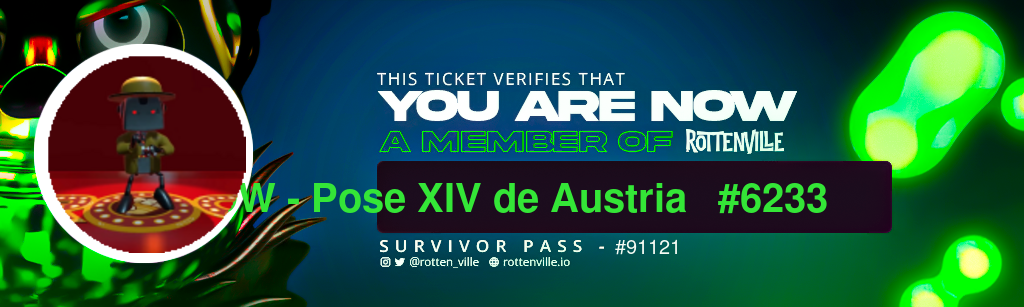 THIS TICKET VERIFIES THAT
YOU ARE NOW
A MEMBER OF ROTTENVILLE
W - Pose XIV de Austria #6233
SURVIVOR PASS - #91121
@rotten_ville rottenville.io